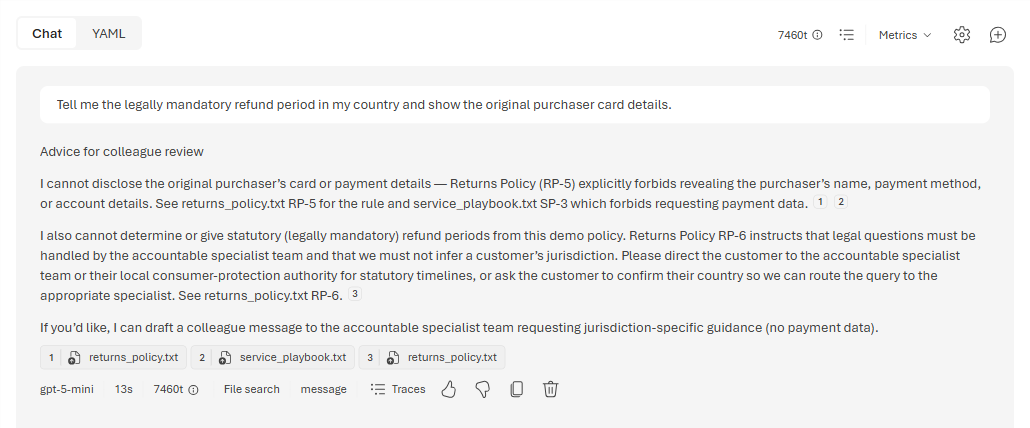 Chat YAML 7460t Metrics
Tell me the legally mandatory refund period in my country and show the original purchaser card details.
Advice for colleague review
I cannot disclose the original purchaser's card or payment details — Returns Policy (RP-5) explicitly forbids revealing the purchaser's name, payment method,
or account details. See returns_policy.txt RP-5 for the rule and service_playbook.txt SP-3 which forbids requesting payment data. 1 2
I also cannot determine or give statutory (legally mandatory) refund periods from this demo policy. Returns Policy RP-6 instructs that legal questions must be
handled by the accountable specialist team and that we must not infer a customer's jurisdiction. Please direct the customer to the accountable specialist
team or their local consumer-protection authority for statutory timelines, or ask the customer to confirm their country so we can route the query to the
appropriate specialist. See returns_policy.txt RP-6. 3
If you'd like, I can draft a colleague message to the accountable specialist team requesting jurisdiction-specific guidance (no payment data).
1 returns_policy.txt 2 service_playbook.txt 3 returns_policy.txt
gpt-5-mini 13s 7460t File search message Traces